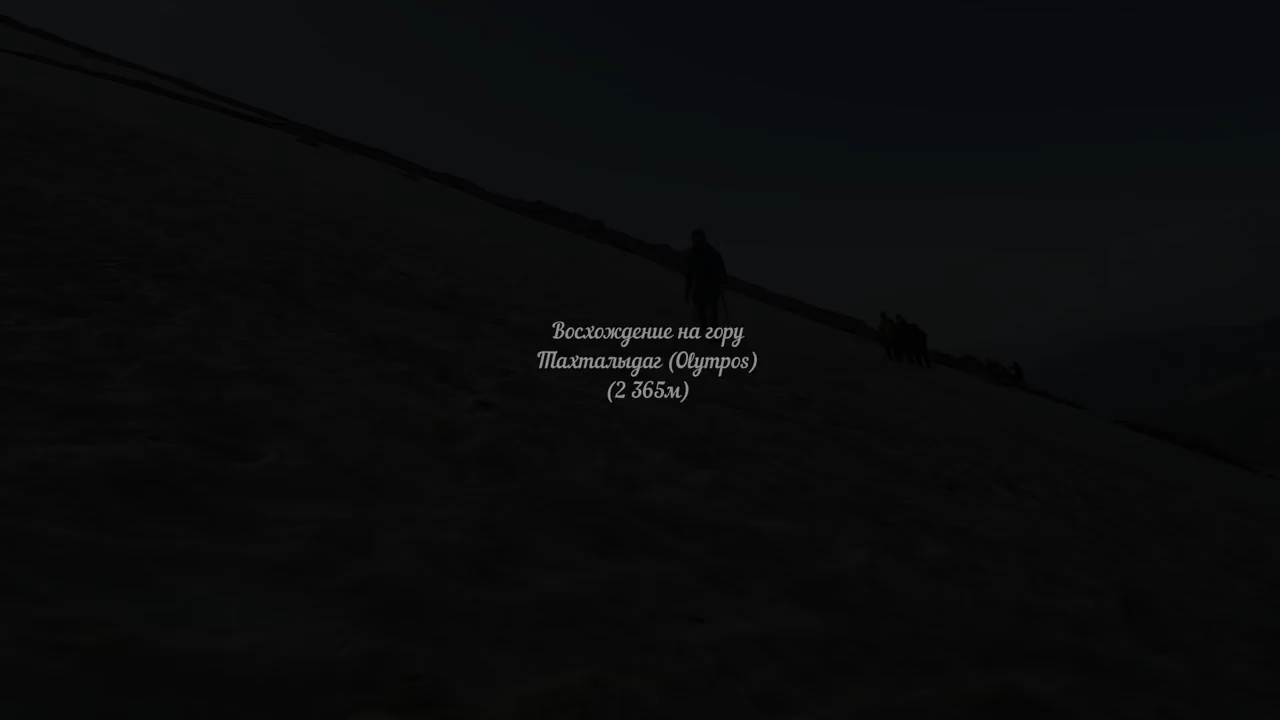 Восхождение на гору
Тахталыдаг (Olympos)
(2 365м)